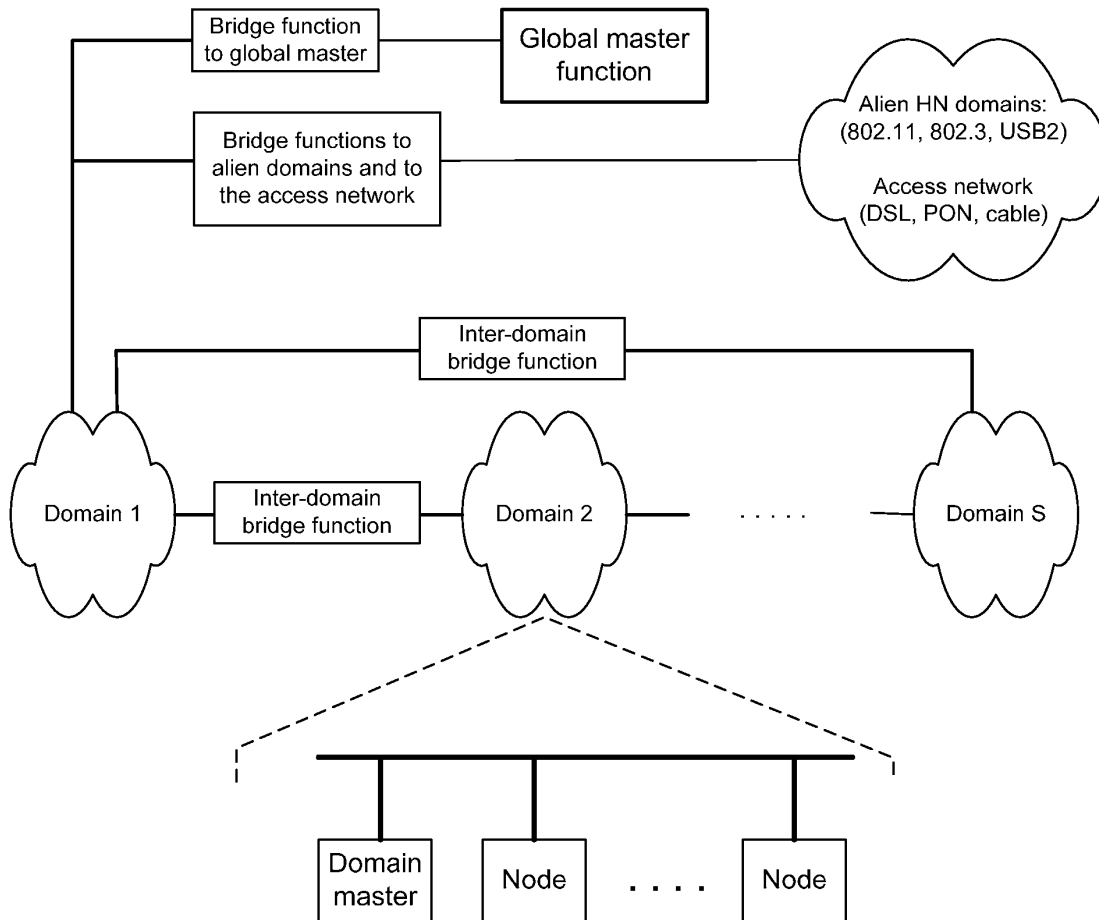 Bridge function
to global master
Global master
function
Bridge functions to
alien domains and to
the access network
Alien HN domains:
(802.11, 802.3, USB2)
Access network
(DSL, PON, cable)
Inter-domain
bridge function
Domain 1
Inter-domain
bridge function
Domain 2
. . . . .
Domain S
Domain
master
Node
. . . .
Node